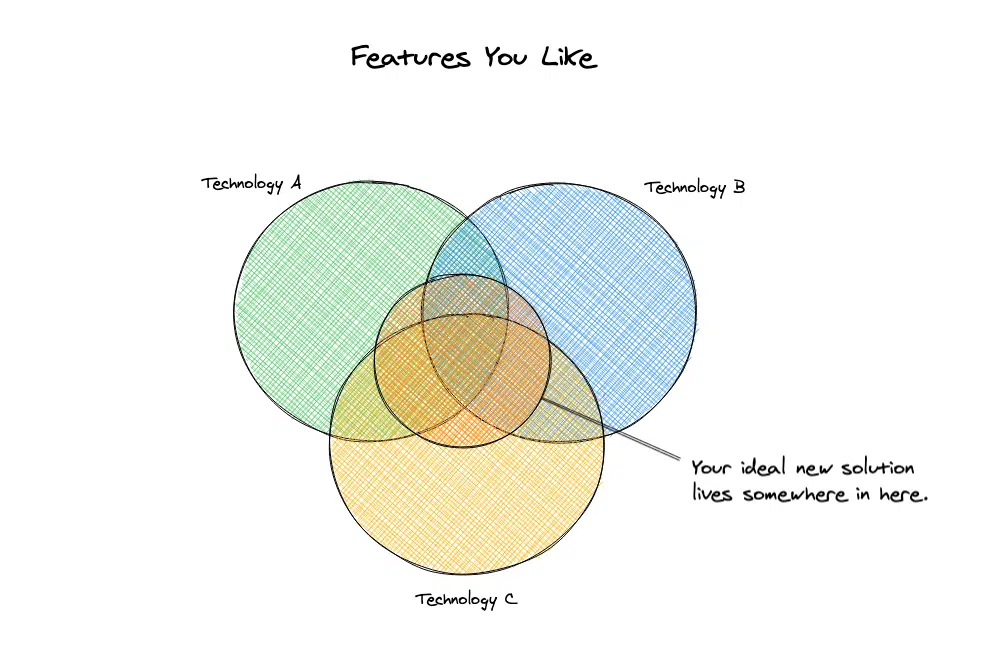 Features You Like
Technology A
Technology B
Your ideal new solution
lives somewhere in here.
Technology C